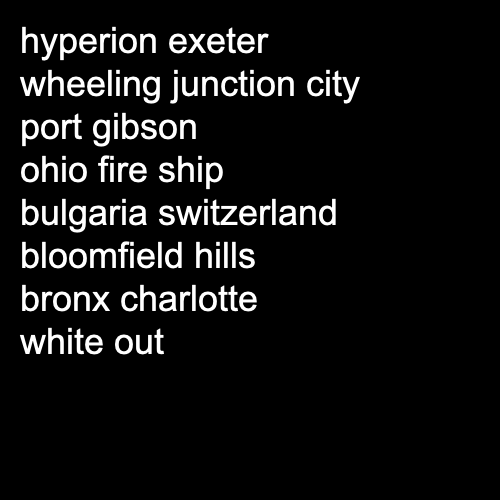 hyperion exeter
wheeling junction city
port gibson
ohio fire ship
bulgaria switzerland
bloomfield hills
bronx charlotte
white out